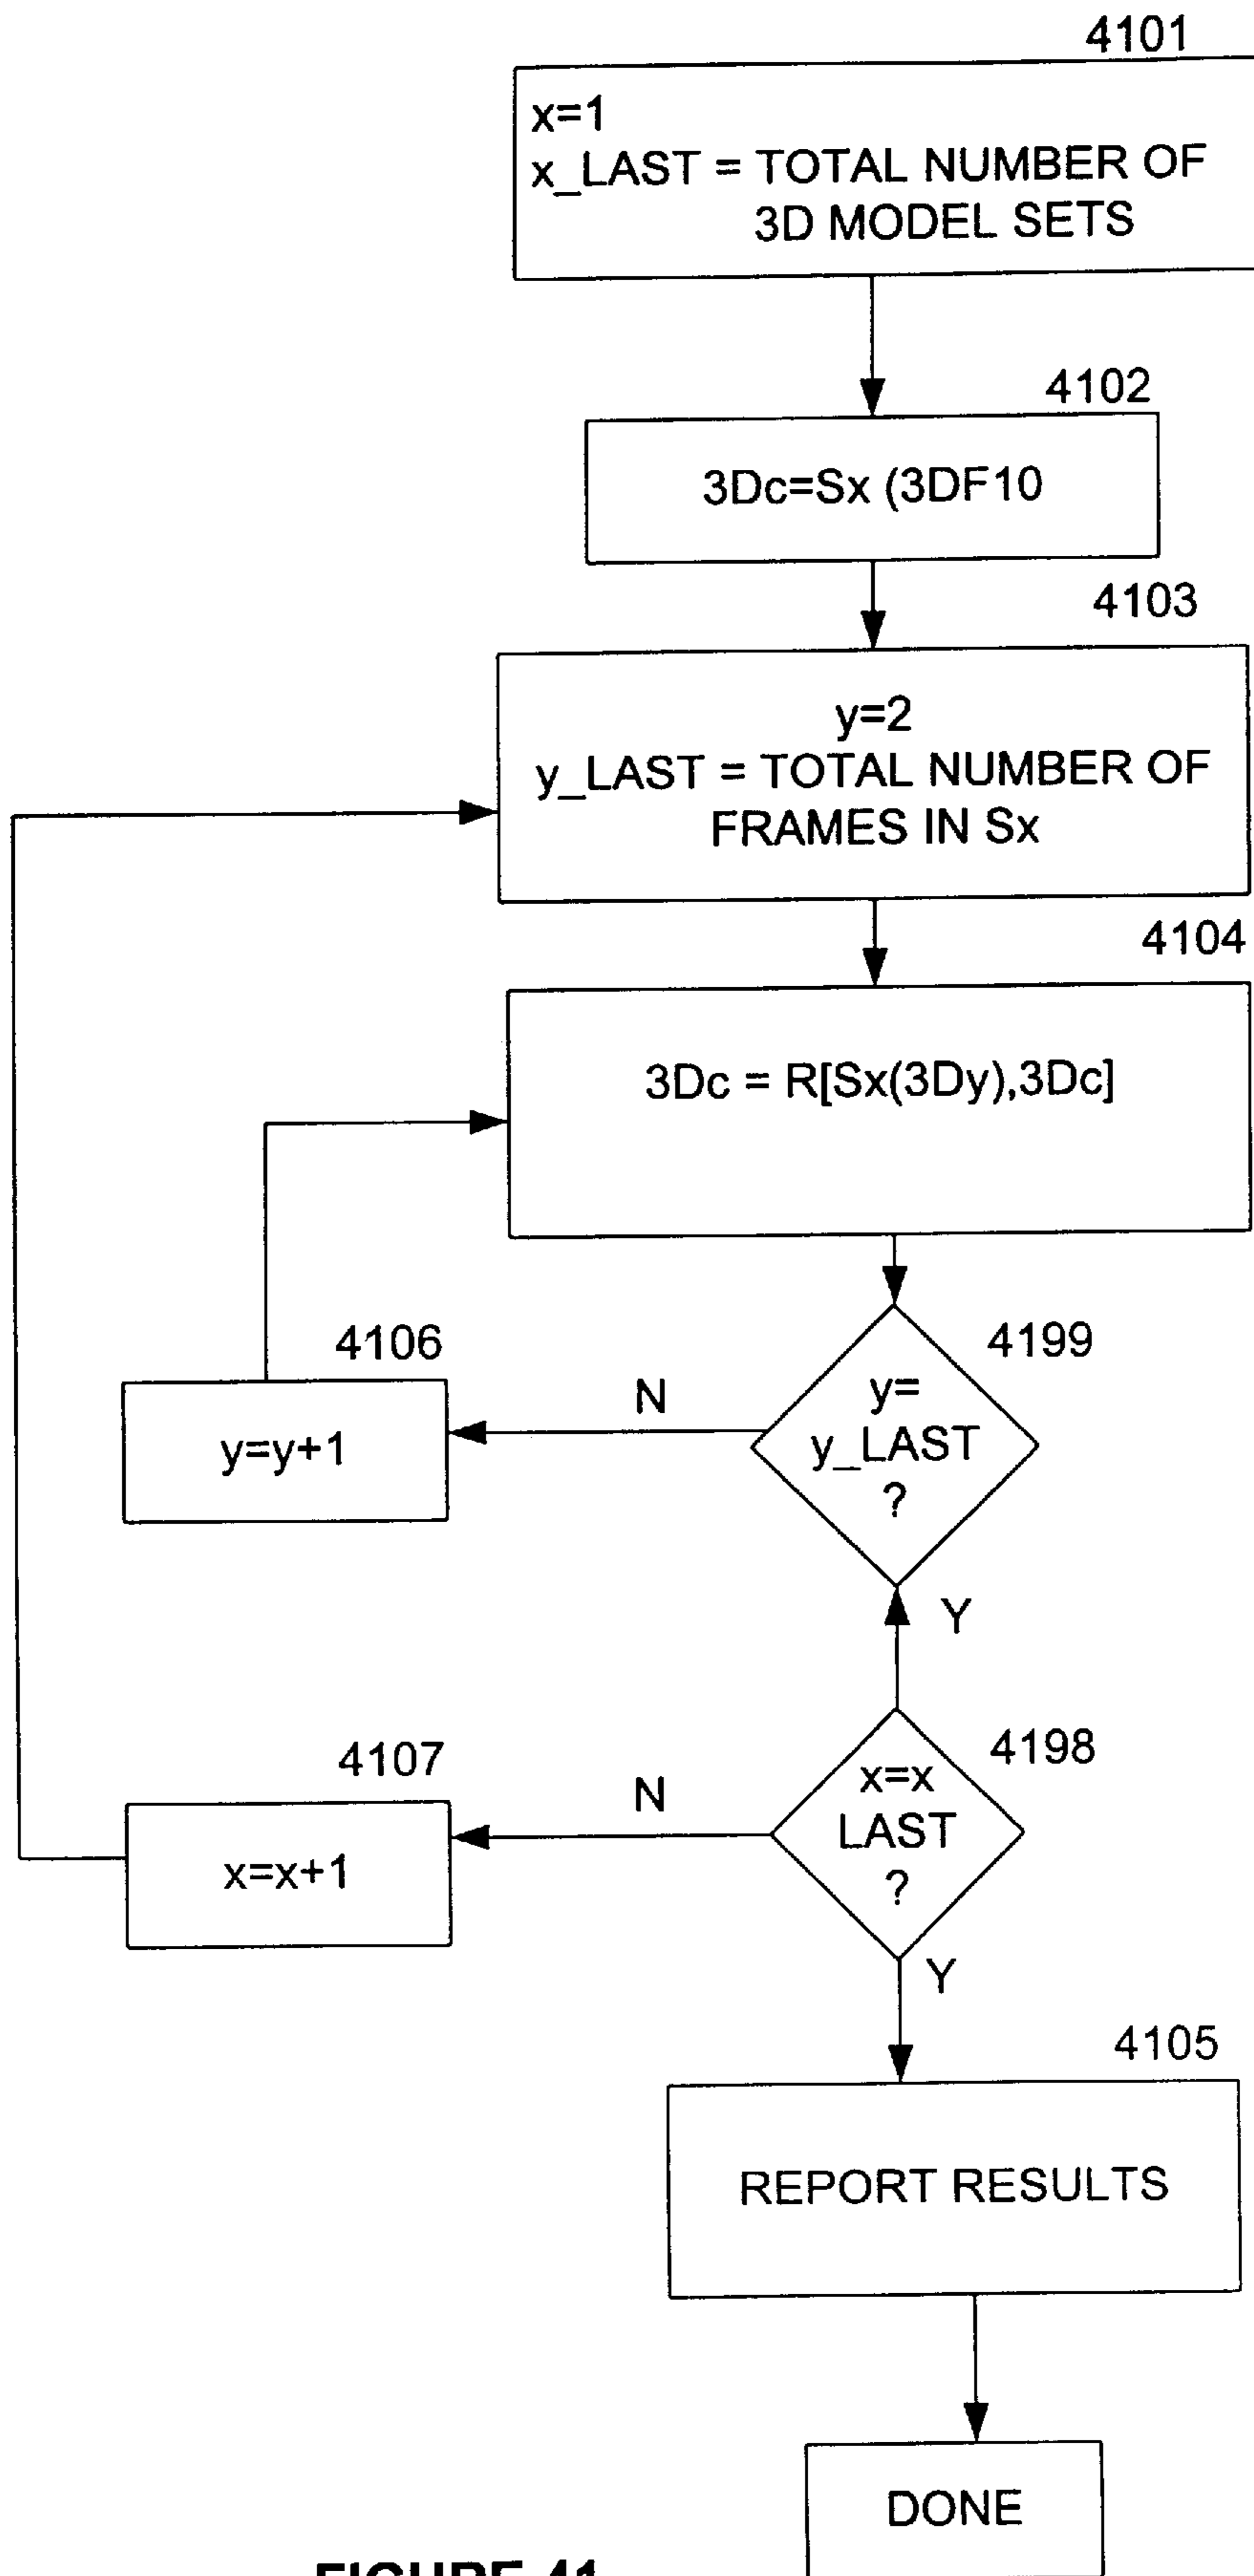 4101
x=1
x_LAST = TOTAL NUMBER OF
3D MODEL SETS
4102
3Dc=Sx (3DF10
4103
y=2
y_LAST = TOTAL NUMBER OF
FRAMES IN Sx
4104
3Dc = R[Sx(3Dy),3Dc]
4199
y=
y_LAST
?
N
4106
y=y+1
Y
4198
x=x
LAST
?
N
4107
x=x+1
Y
4105
REPORT RESULTS
DONE
FIGURE 41